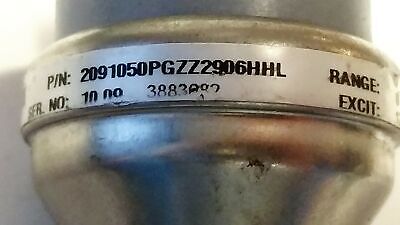 P/N: 2091050PGZZ2906HHL RANGE:
SER. NO: 10 09 3883082 EXCIT: